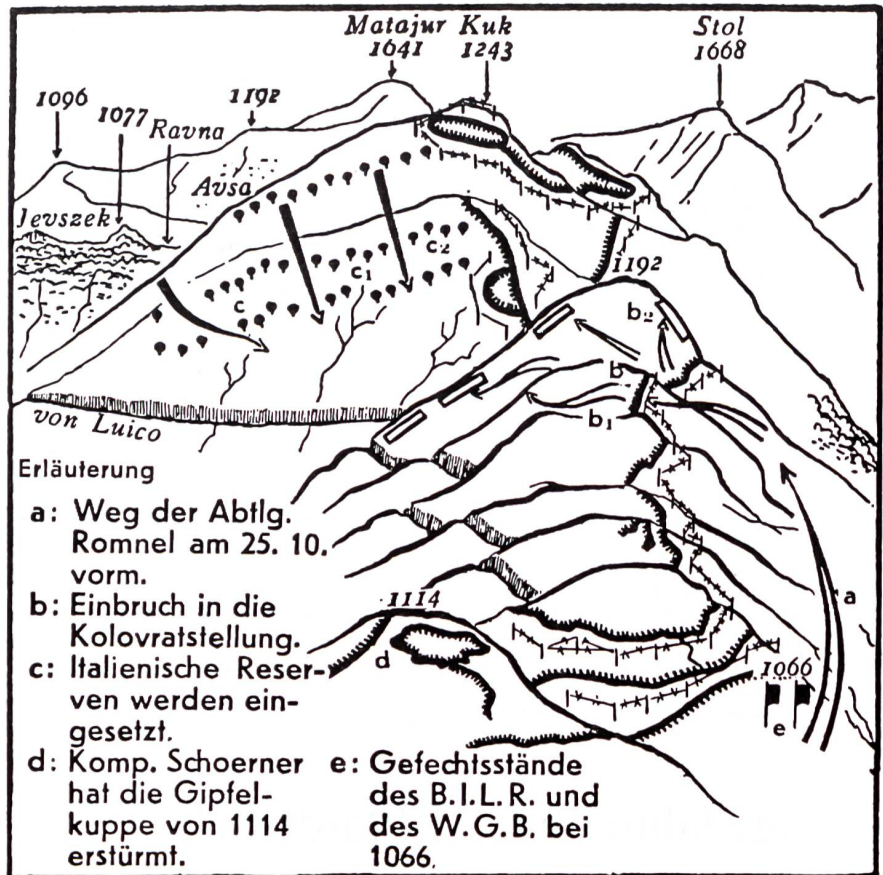 Matajur Kuk
1641 1243
Stol
1668
1096
1077
Ravna
1192
Avsa
Jevszek
c
c1
c2
1192
b2
b
b1
von Luico
Erläuterung
a: Weg der Abtlg.
Romnel am 25. 10.
vorm.
b: Einbruch in die
Kolovratstellung.
c: Italienische Reser-
ven werden ein-
gesetzt.
d: Komp. Schoerner
hat die Gipfel-
kuppe von 1114
erstürmt.
e: Gefechtsstände
des B.I.L.R. und
des W.G.B. bei
1066.
1114
d
a
1066
e